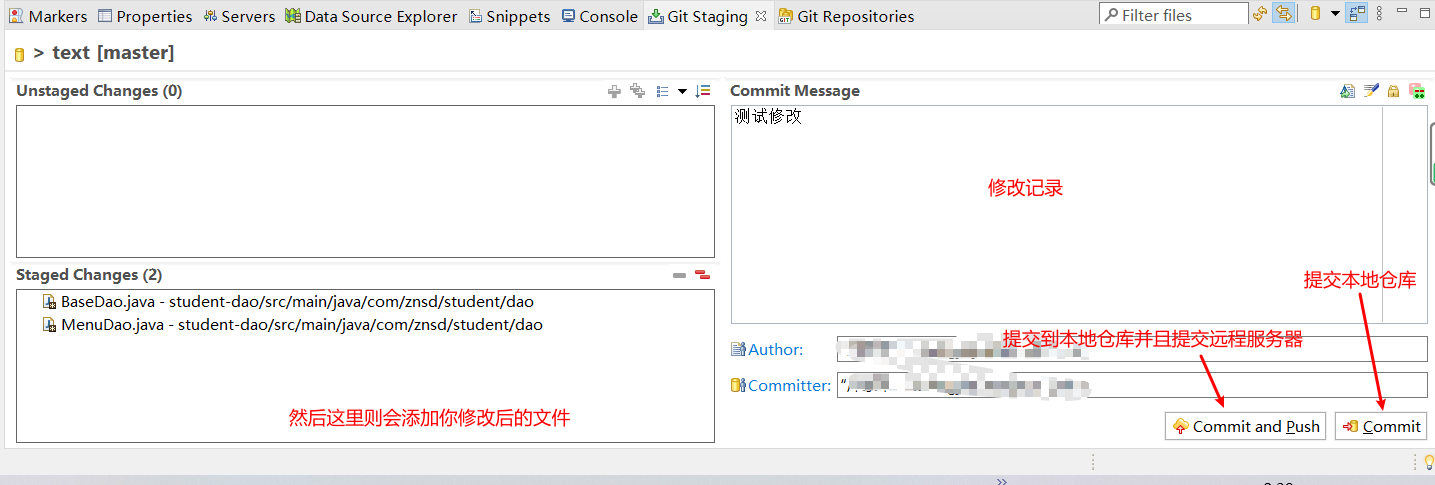 Markers Properties Servers Data Source Explorer Snippets Console Git Staging Git Repositories Filter files
> text [master]
Unstaged Changes (0)
Staged Changes (2)
BaseDao.java - student-dao/src/main/java/com/znsd/student/dao
MenuDao.java - student-dao/src/main/java/com/znsd/student/dao
然后这里则会添加你修改后的文件
Commit Message
测试修改
修改记录
提交本地仓库
提交到本地仓库并且提交远程服务器
Author:
Committer:
Commit and Push Commit